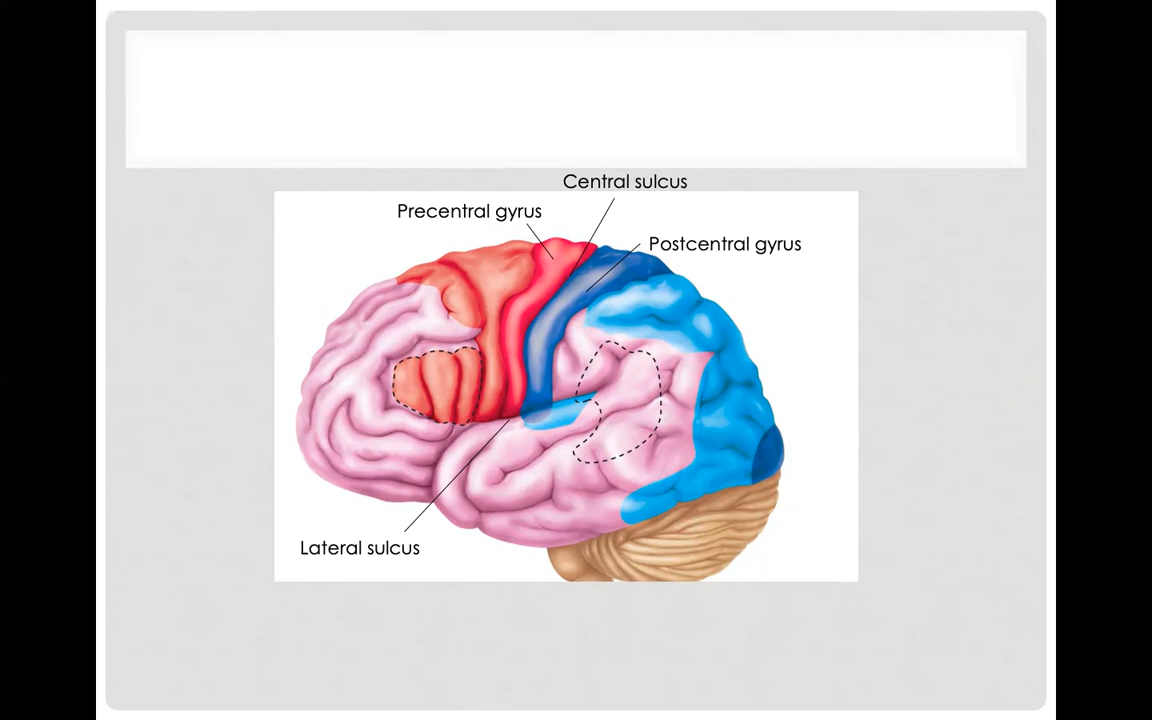 Central sulcus
Precentral gyrus
Postcentral gyrus
Lateral sulcus